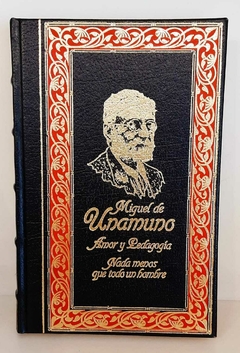 Miguel de
Unamuno
Amor y Pedagogía
Nada menos
que todo un hombre